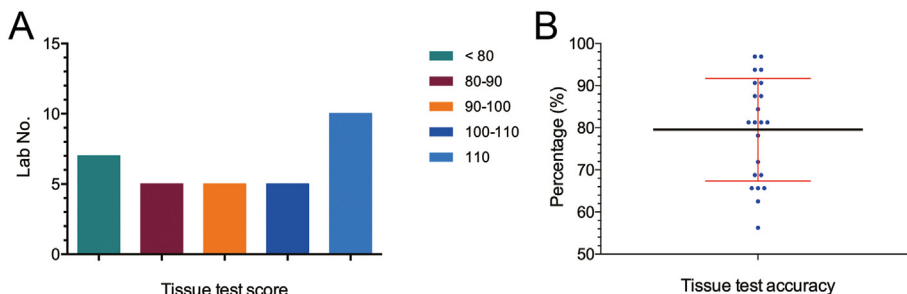 A
B
15
10
5
0
Lab No.
Tissue test score
< 80
80-90
90-100
100-110
110
100
90
80
70
60
50
Percentage (%)
Tissue test accuracy